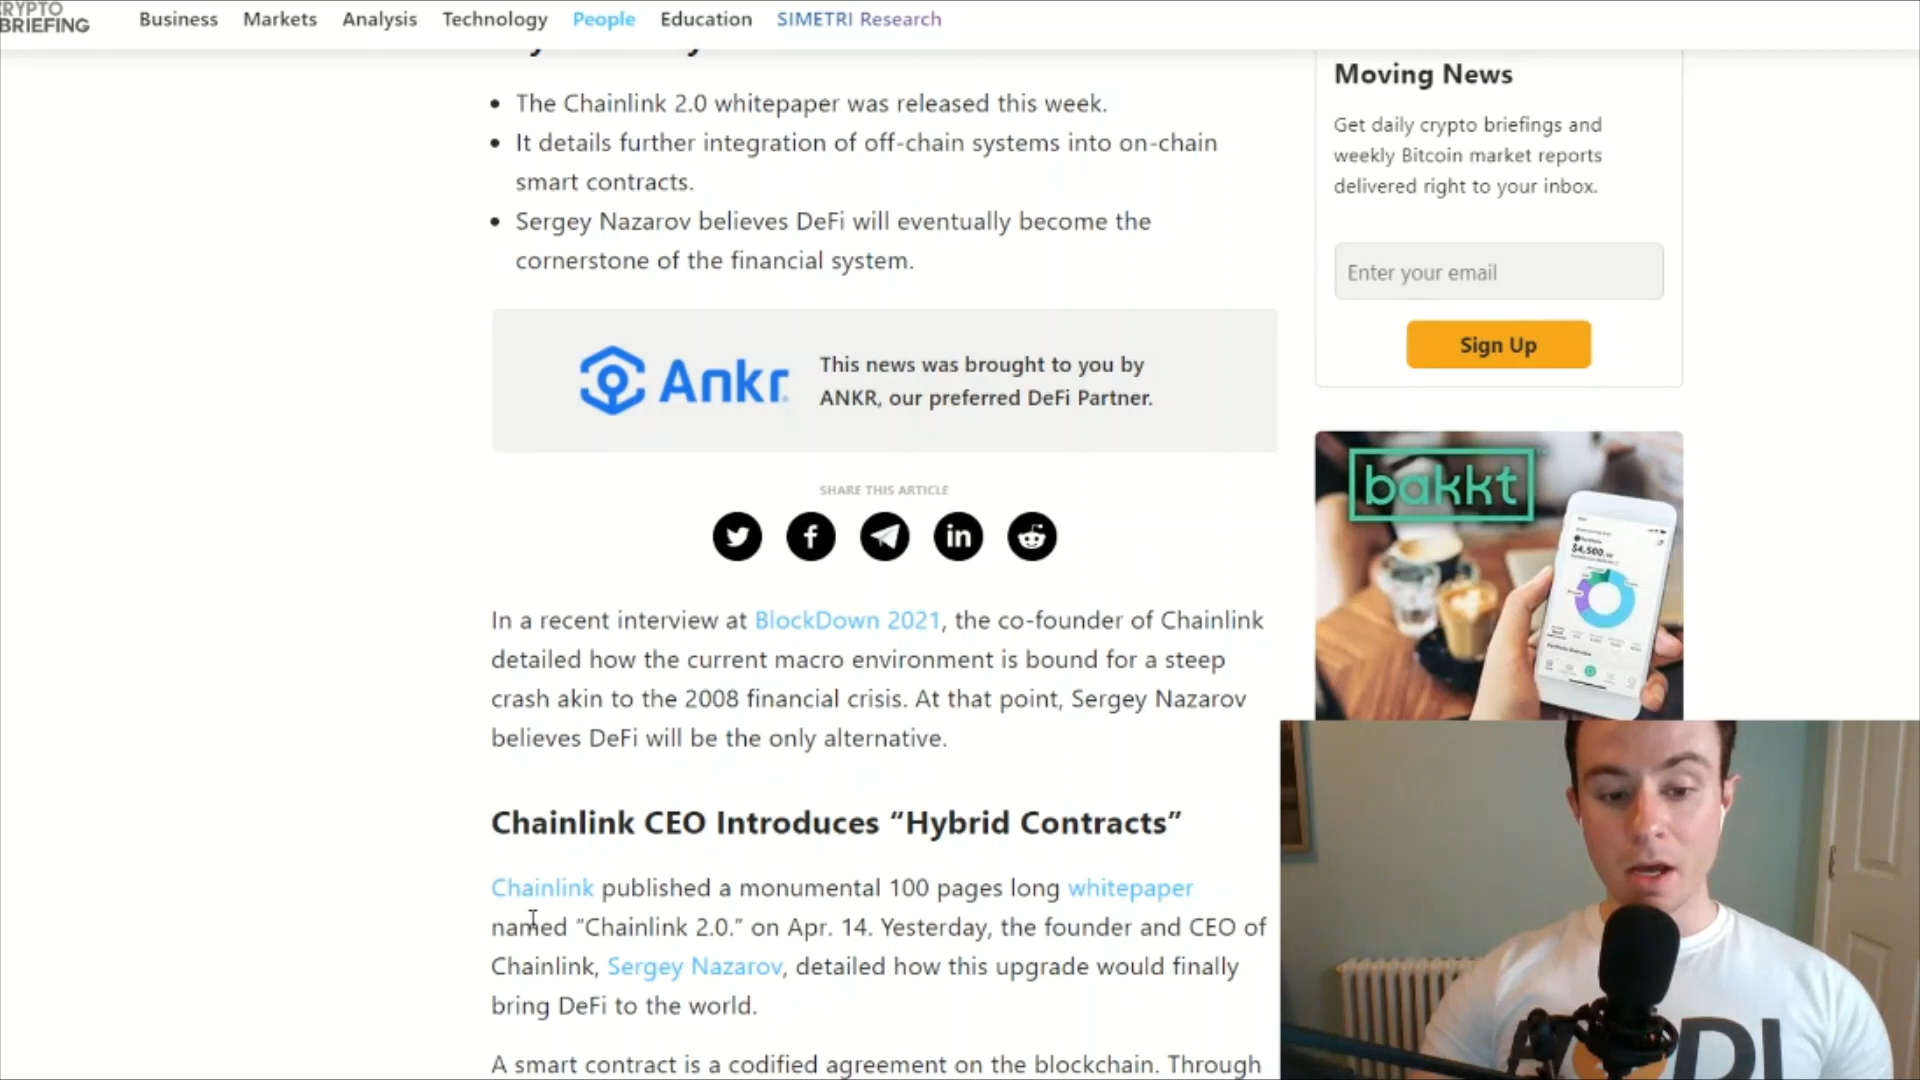 CRYPTO
BRIEFING
Business Markets Analysis Technology People Education SIMETRI Research
The Chainlink 2.0 whitepaper was released this week.
It details further integration of off-chain systems into on-chain
smart contracts.
Sergey Nazarov believes DeFi will eventually become the
cornerstone of the financial system.
Ankr
This news was brought to you by
ANKR, our preferred DeFi Partner.
SHARE THIS ARTICLE
In a recent interview at BlockDown 2021, the co-founder of Chainlink
detailed how the current macro environment is bound for a steep
crash akin to the 2008 financial crisis. At that point, Sergey Nazarov
believes DeFi will be the only alternative.
Chainlink CEO Introduces “Hybrid Contracts”
Chainlink published a monumental 100 pages long whitepaper
named “Chainlink 2.0.” on Apr. 14. Yesterday, the founder and CEO of
Chainlink, Sergey Nazarov, detailed how this upgrade would finally
bring DeFi to the world.
A smart contract is a codified agreement on the blockchain. Through
Moving News
Get daily crypto briefings and
weekly Bitcoin market reports
delivered right to your inbox.
Enter your email
Sign Up
bakkt
$4,500